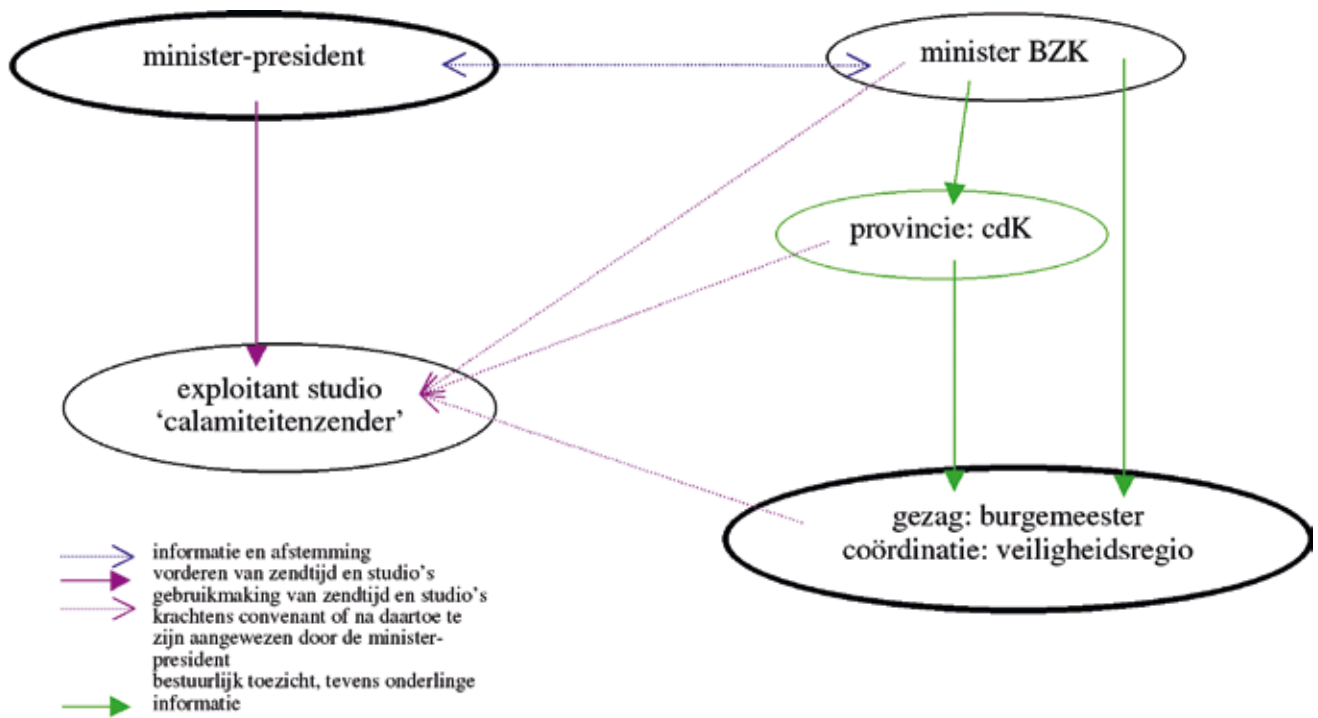 minister-president
minister BZK
provincie: cdK
exploitant studio
‘calamiteitenzender’
gezag: burgemeester
coördinatie: veiligheidsregio
informatie en afstemming
vorderen van zendtijd en studio’s
gebruikmaking van zendtijd en studio’s
krachtens convenant of na daartoe te
zijn aangewezen door de minister-
president
bestuurlijk toezicht, tevens onderlinge
informatie